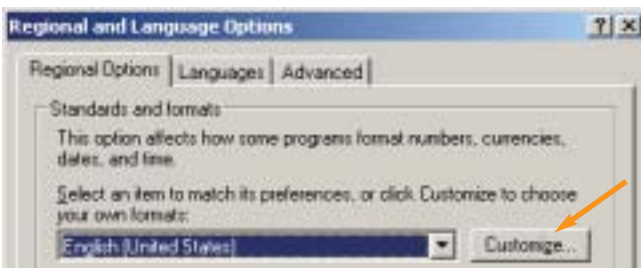 Regional and Language Options
Regional Options Languages Advanced
Standards and formats
This option affects how some programs format numbers, currencies,
dates, and time.
Select an item to match its preferences, or click Customize to choose
your own formats:
English (United States) Customize...